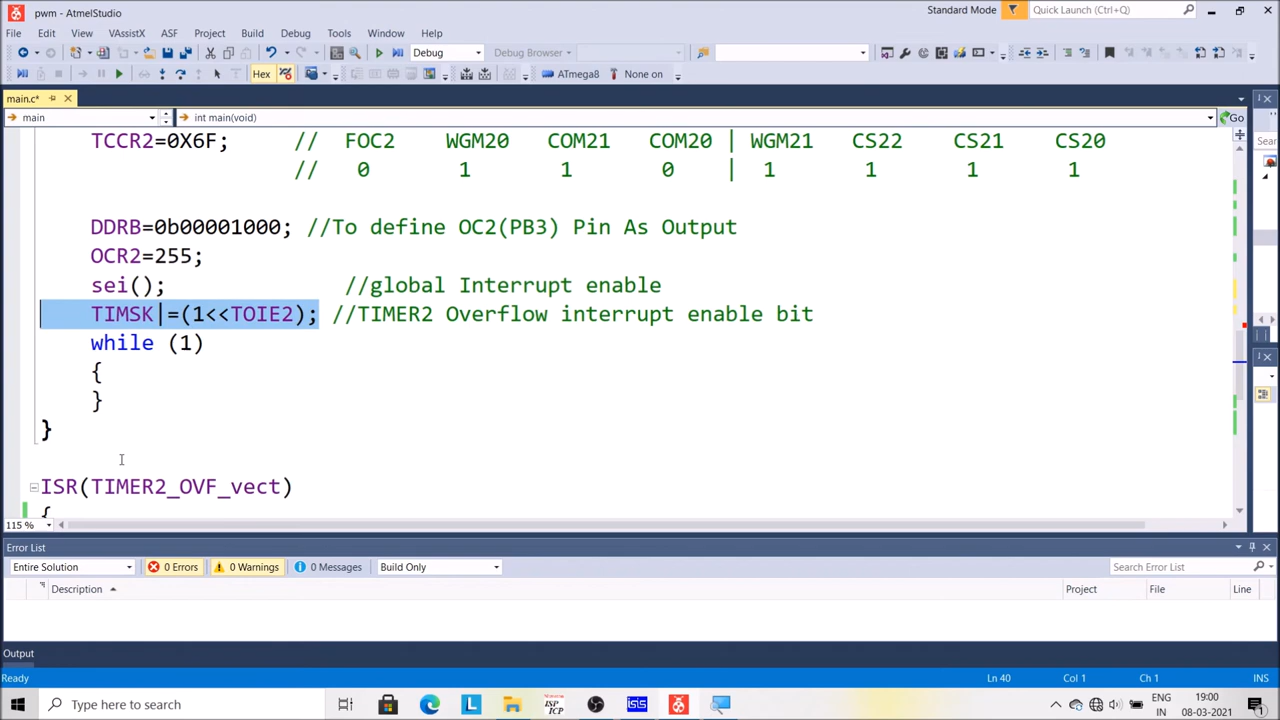 pwm - AtmelStudio
Standard Mode
Quick Launch (Ctrl+Q)
File Edit View VAssistX ASF Project Build Debug Tools Window Help
Debug
Debug Browser
Hex
ATmega8
None on
main.c*
main
int main(void)
Go
TCCR2=0X6F; // FOC2 WGM20 COM21 COM20 | WGM21 CS22 CS21 CS20
// 0 1 1 0 | 1 1 1 1
DDRB=0b00001000; //To define OC2(PB3) Pin As Output
OCR2=255;
sei(); //global Interrupt enable
TIMSK|=(1<<TOIE2); //TIMER2 Overflow interrupt enable bit
while (1)
{
}
}
ISR(TIMER2_OVF_vect)
{
115 %
Sear
Error List
Entire Solution
0 Errors
0 Warnings
0 Messages
Build Only
Search Error List
Description Project File Line
Output
Ready
Ln 40 Col 1 Ch 1 INS
Type here to search
L
ISP
TCP
isis
ENG
IN
19:00
08-03-2021
1